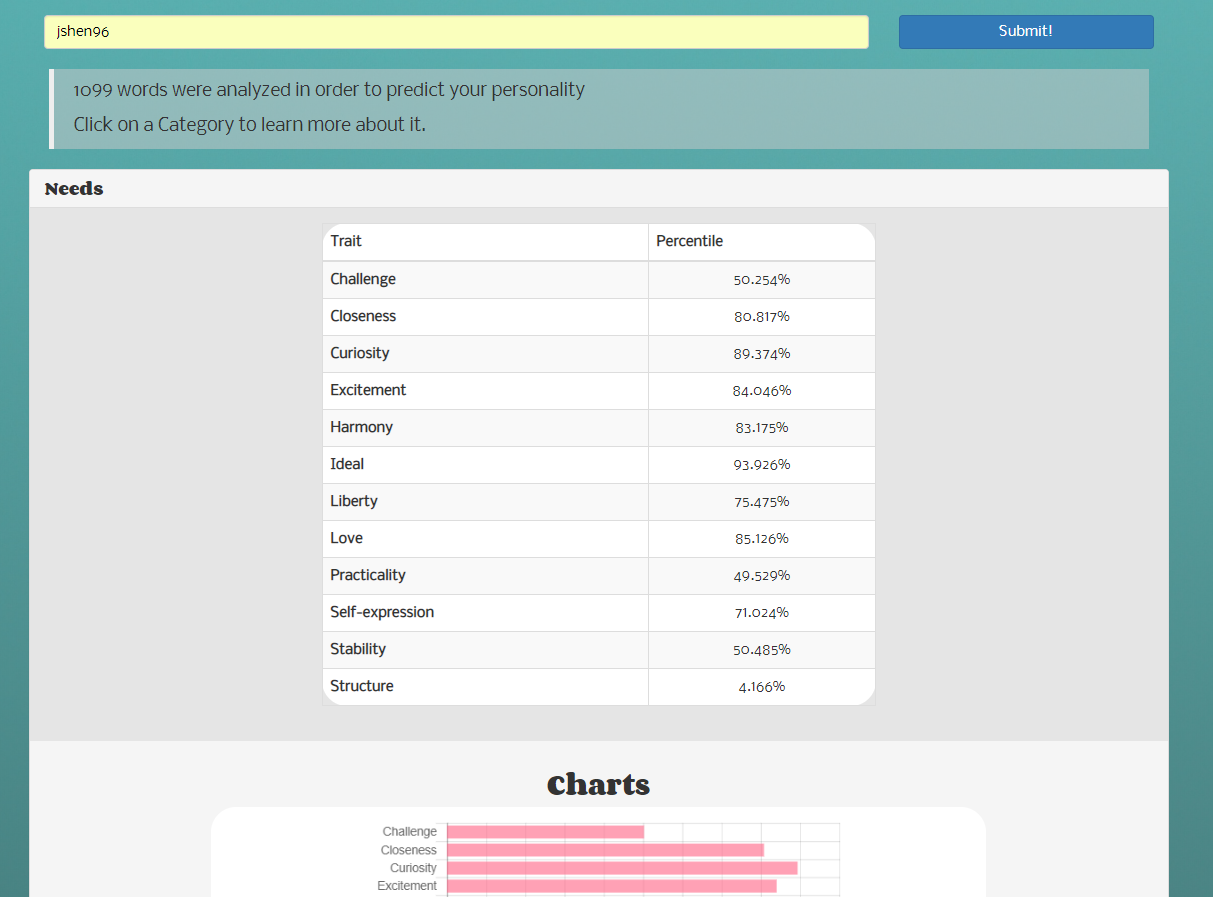 jshen96 Submit!
1099 words were analyzed in order to predict your personality
Click on a Category to learn more about it.
Needs
Trait Percentile
Challenge 50.254%
Closeness 80.817%
Curiosity 89.374%
Excitement 84.046%
Harmony 83.175%
Ideal 93.926%
Liberty 75.475%
Love 85.126%
Practicality 49.529%
Self-expression 71.024%
Stability 50.485%
Structure 4.166%
Charts
Challenge
Closeness
Curiosity
Excitement